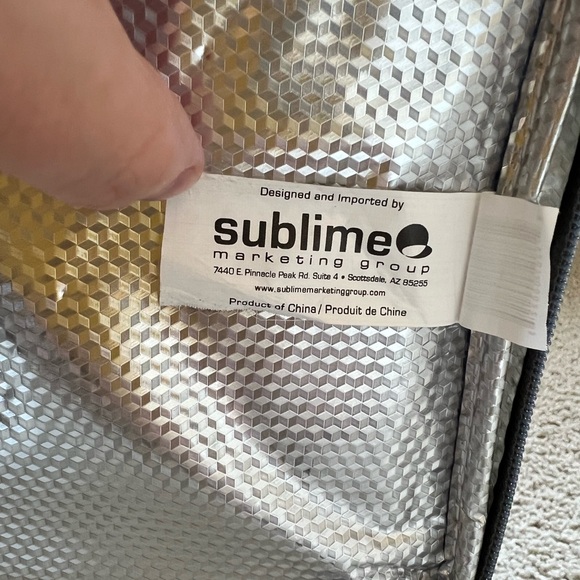 Designed and Imported by
sublime
marketing group
7440 E. Pinnacle Peak Rd. Suite 4 • Scottsdale, AZ 85255
www.sublimemarketinggroup.com
Product of China / Produit de Chine